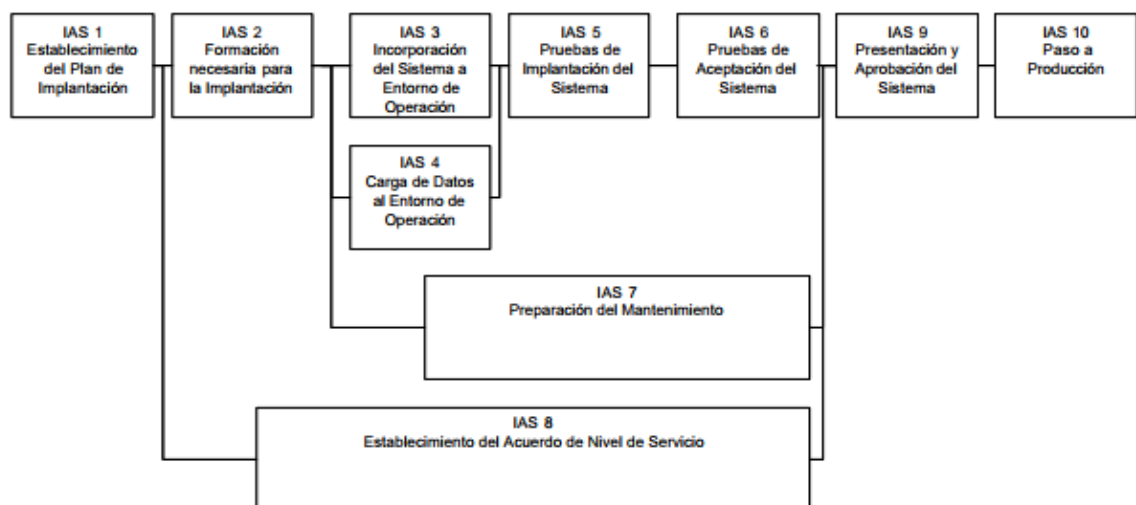 IAS 1
Establecimiento
del Plan de
Implantación
IAS 2
Formación
necesaria para
la Implantación
IAS 3
Incorporación
del Sistema a
Entorno de
Operación
IAS 5
Pruebas de
Implantación del
Sistema
IAS 6
Pruebas de
Aceptación del
Sistema
IAS 9
Presentación y
Aprobación del
Sistema
IAS 10
Paso a
Producción
IAS 4
Carga de Datos
al Entorno de
Operación
IAS 7
Preparación del Mantenimiento
IAS 8
Establecimiento del Acuerdo de Nivel de Servicio